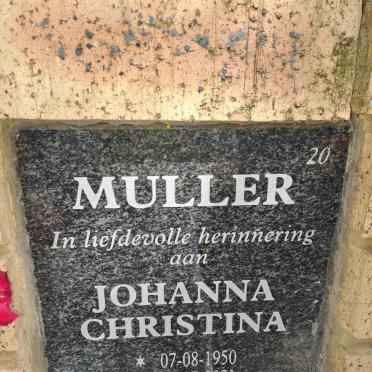 20
MULLER
In liefdevolle herinnering
aan
JOHANNA
CHRISTINA
* 07-08-1950